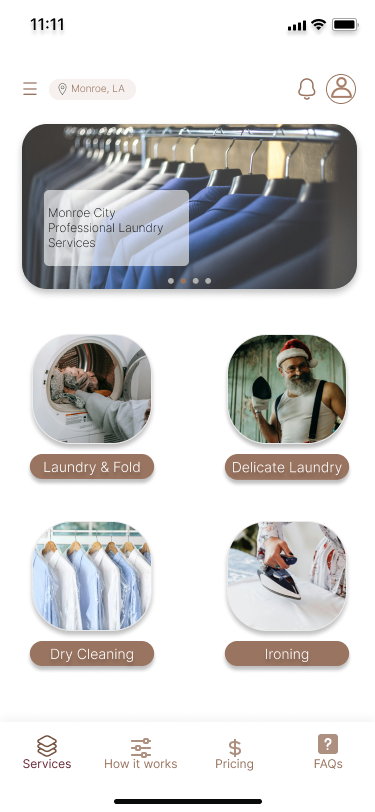 11:11
Monroe, LA
Monroe City
Professional Laundry
Services
Laundry & Fold
Delicate Laundry
Dry Cleaning
Ironing
Services
How it works
Pricing
FAQs